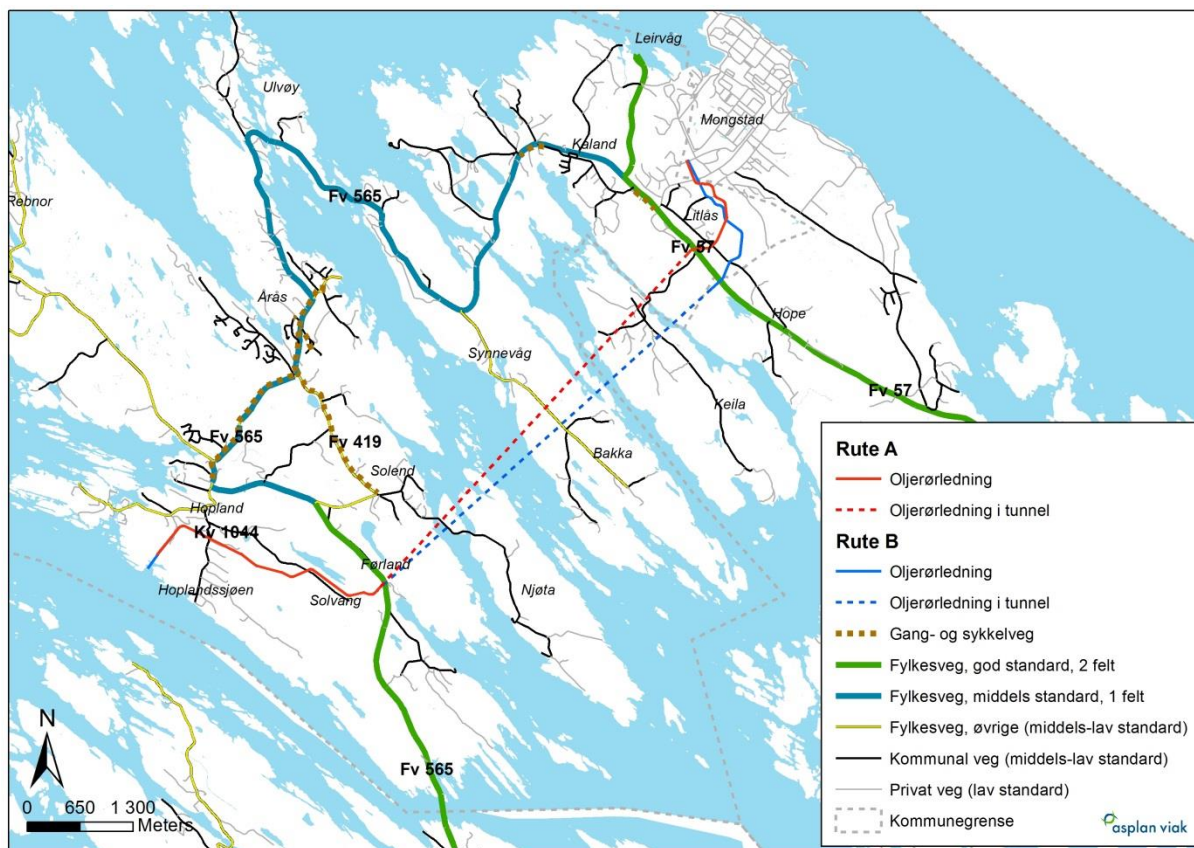 Leirvåg
Ulvøy
Mongstad
Kaland
Fv 565
Rebnor
Litlås
Fv 57
Årås
Hope
Synnevåg
Fv 57
Keila
Fv 565
Fv 419
Bakka
Solend
Hopland
Kv 1044
Førland
Hoplandssjøen
Solvang
Njøta
Fv 565
N
0 650 1 300
Meters
Rute A
Oljerørledning
Oljerørledning i tunnel
Rute B
Oljerørledning
Oljerørledning i tunnel
Gang- og sykkelveg
Fylkesveg, god standard, 2 felt
Fylkesveg, middels standard, 1 felt
Fylkesveg, øvrige (middels-lav standard)
Kommunal veg (middels-lav standard)
Privat veg (lav standard)
Kommunegrense
asplan viak